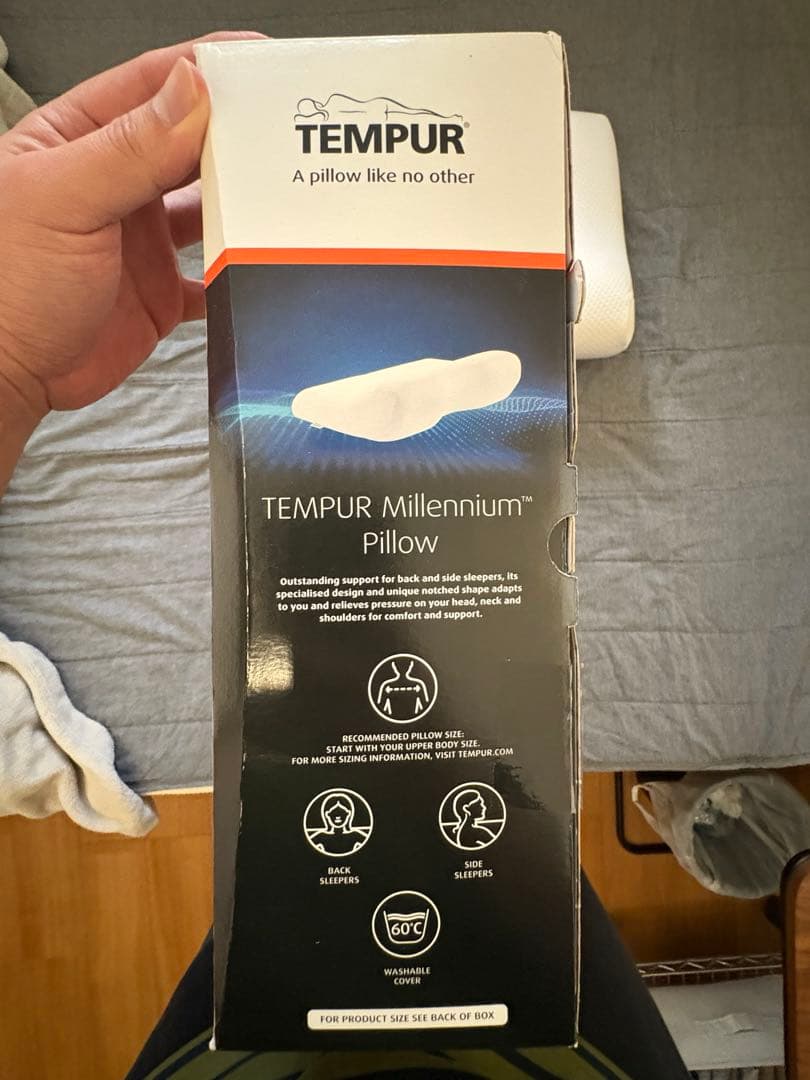 TEMPUR®
A pillow like no other
TEMPUR Millennium™
Pillow
Outstanding support for back and side sleepers, its
specialised design and unique notched shape adapts
to you and relieves pressure on your head, neck and
shoulders for comfort and support.
RECOMMENDED PILLOW SIZE:
START WITH YOUR UPPER BODY SIZE.
FOR MORE SIZING INFORMATION, VISIT TEMPUR.COM
BACK
SLEEPERS
SIDE
SLEEPERS
60°C
WASHABLE
COVER
FOR PRODUCT SIZE SEE BACK OF BOX